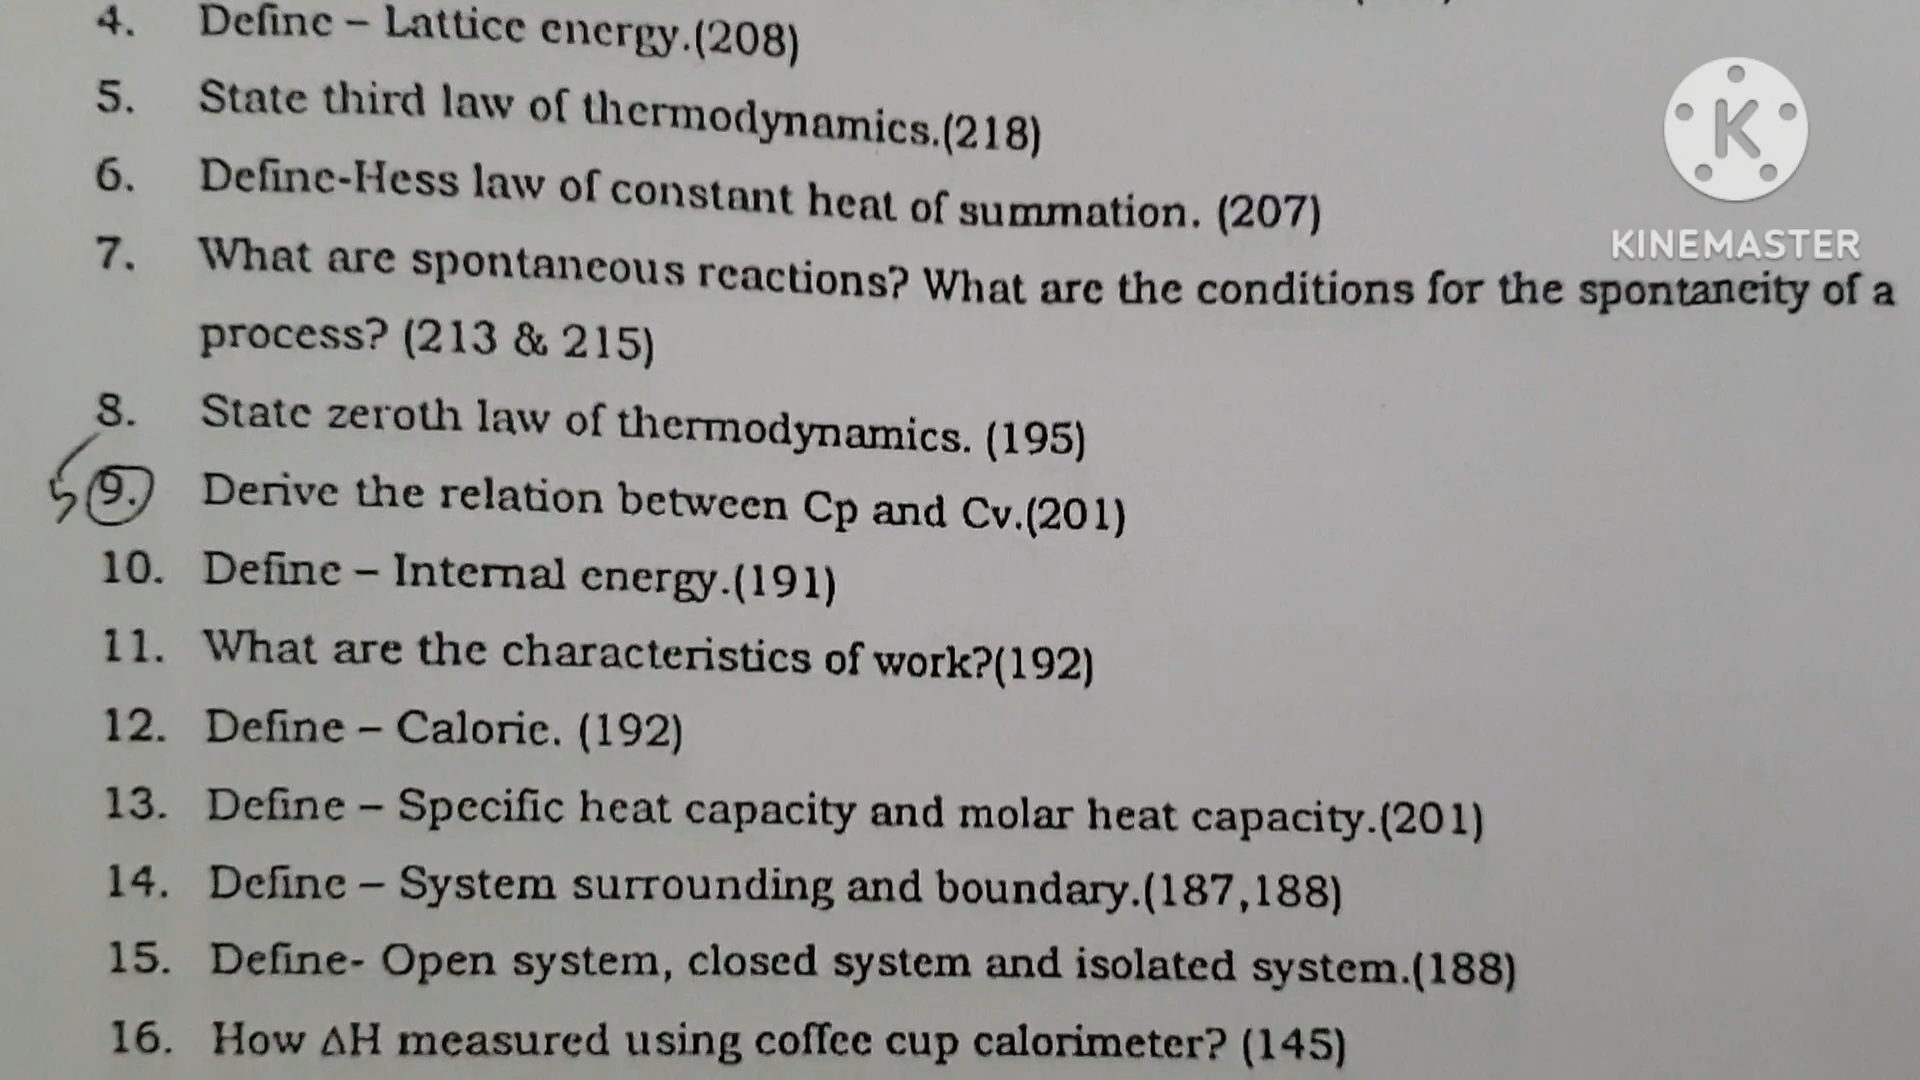 4. Define – Lattice energy.(208)
5. State third law of thermodynamics.(218)
6. Define-Hess law of constant heat of summation. (207)
7. What are spontaneous reactions? What are the conditions for the spontaneity of a
process? (213 & 215)
8. State zeroth law of thermodynamics. (195)
9. Derive the relation between Cp and Cv.(201)
10. Define – Internal energy.(191)
11. What are the characteristics of work?(192)
12. Define – Calorie. (192)
13. Define – Specific heat capacity and molar heat capacity.(201)
14. Define – System surrounding and boundary.(187,188)
15. Define- Open system, closed system and isolated system.(188)
16. How ΔH measured using coffee cup calorimeter? (145)
K
KINEMASTER